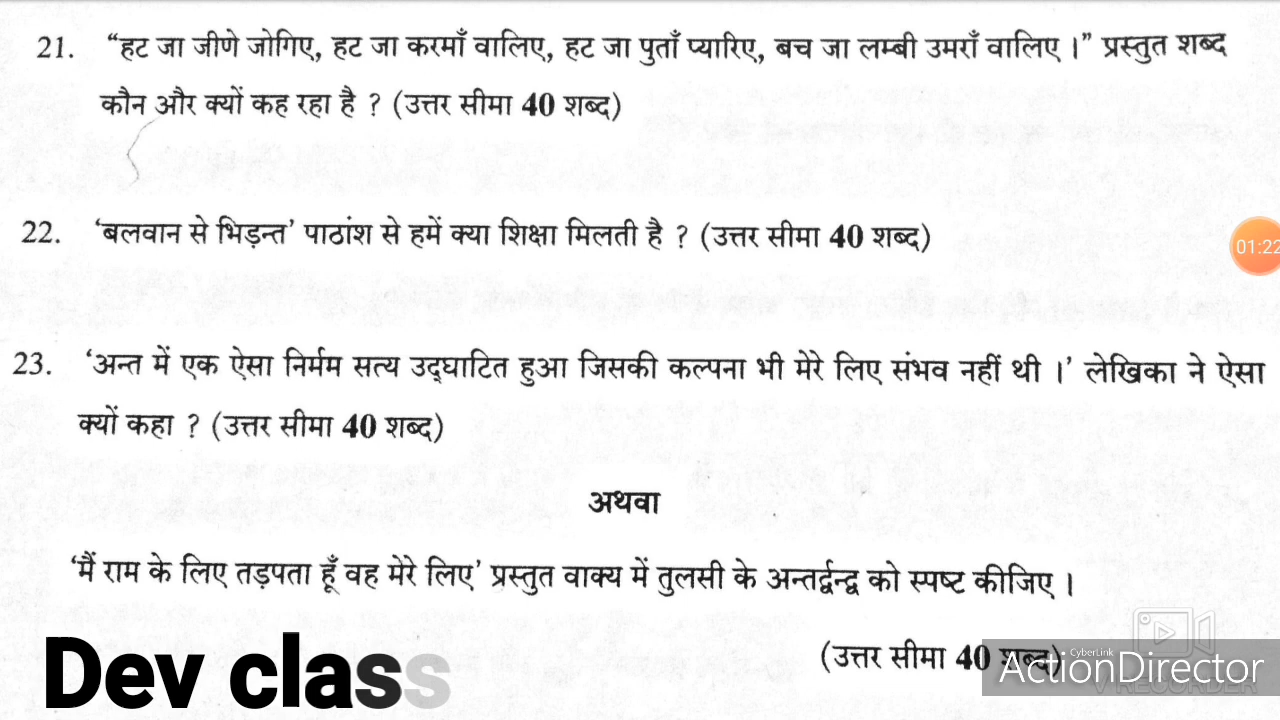 21. “हट जा जीणे जोगिए, हट जा करमाँ वालिए, हट जा पुताँ प्यारिए, बच जा लम्बी उमराँ वालिए।” प्रस्तुत शब्द
कौन और क्यों कह रहा है ? (उत्तर सीमा 40 शब्द)
22. ‘बलवान से भिड़न्त’ पाठांश से हमें क्या शिक्षा मिलती है ? (उत्तर सीमा 40 शब्द)
01:22
23. ‘अन्त में एक ऐसा निर्मम सत्य उद्घाटित हुआ जिसकी कल्पना भी मेरे लिए संभव नहीं थी।’ लेखिका ने ऐसा
क्यों कहा ? (उत्तर सीमा 40 शब्द)
अथवा
‘मैं राम के लिए तड़पता हूँ वह मेरे लिए’ प्रस्तुत वाक्य में तुलसी के अन्तर्द्वन्द्व को स्पष्ट कीजिए।
(उत्तर सीमा 40 शब्द)
Dev class
CyberLink
ActionDirector